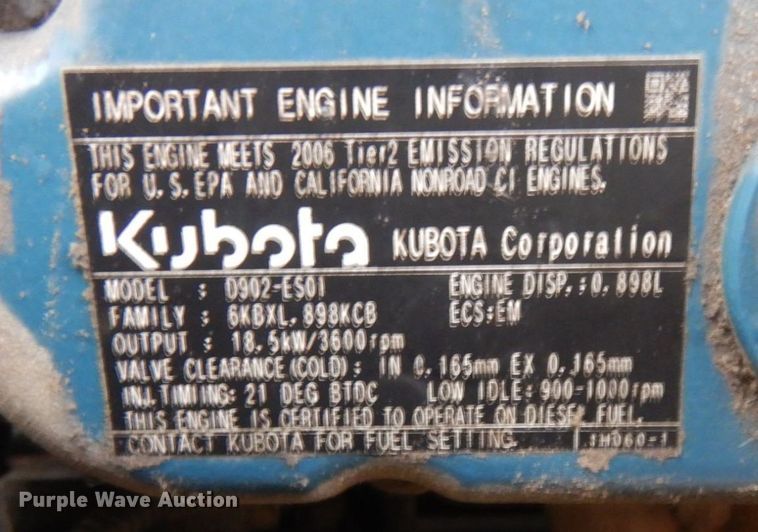 IMPORTANT ENGINE INFORMATION
THIS ENGINE MEETS 2006 Tier2 EMISSION REGULATIONS
FOR U.S. EPA AND CALIFORNIA NONROAD CI ENGINES.
Kubota KUBOTA Corporation
MODEL : D902-ES01 ENGINE DISP.:0.898L
FAMILY : 6KBXL.898KCB ECS:EM
OUTPUT : 18.5kW/3600rpm
VALVE CLEARANCE(COLD): IN 0.165mm EX 0.165mm
INJ.TIMING: 21 DEG BTDC LOW IDLE:900-1000rpm
THIS ENGINE IS CERTIFIED TO OPERATE ON DIESEL FUEL.
CONTACT KUBOTA FOR FUEL SETTING.
Purple Wave Auction